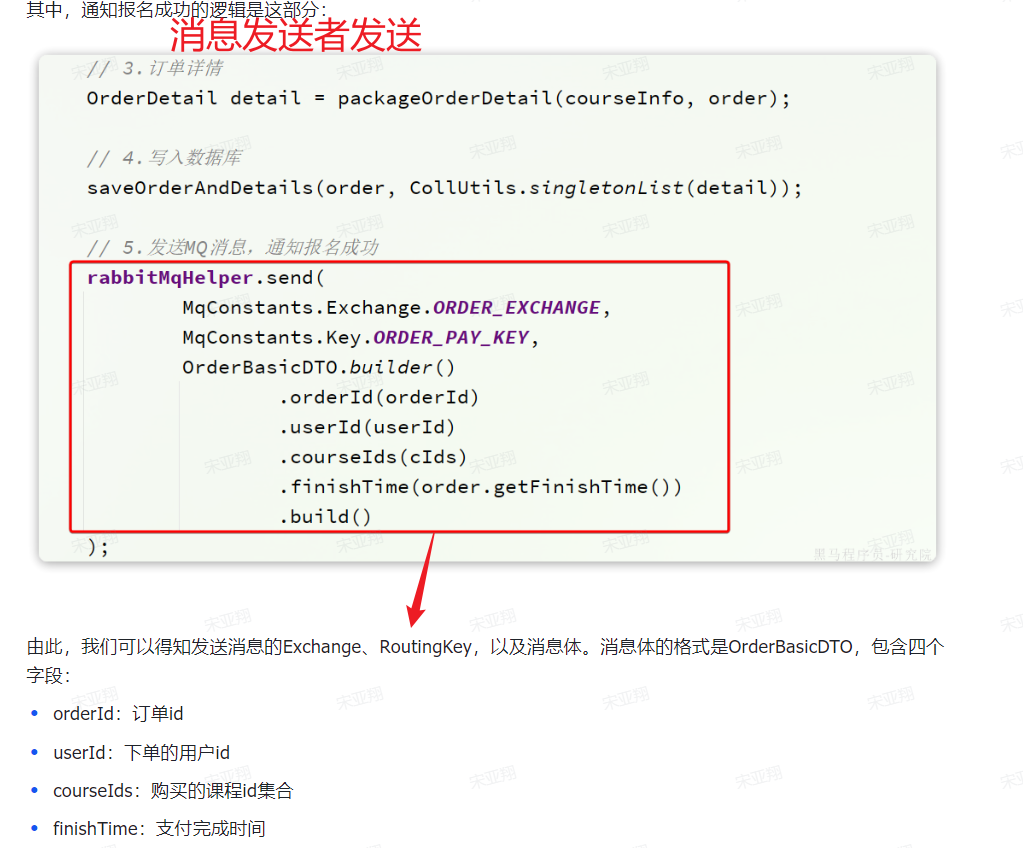 其中，通知报名成功的逻辑是这部分：
消息发送者发送
// 3.订单详情
OrderDetail detail = packageOrderDetail(courseInfo, order);
// 4.写入数据库
saveOrderAndDetails(order, CollUtils.singletonList(detail));
// 5.发送MQ消息，通知报名成功
rabbitMqHelper.send(
MqConstants.Exchange.ORDER_EXCHANGE,
MqConstants.Key.ORDER_PAY_KEY,
OrderBasicDTO.builder()
.orderId(orderId)
.userId(userId)
.courseIds(cIds)
.finishTime(order.getFinishTime())
.build()
);
黑马程序员-研究院
由此，我们可以得知发送消息的Exchange、RoutingKey，以及消息体。消息体的格式是OrderBasicDTO，包含四个
字段：
• orderId：订单id
• userId：下单的用户id
• courseIds：购买的课程id集合
• finishTime：支付完成时间
宋亚翔